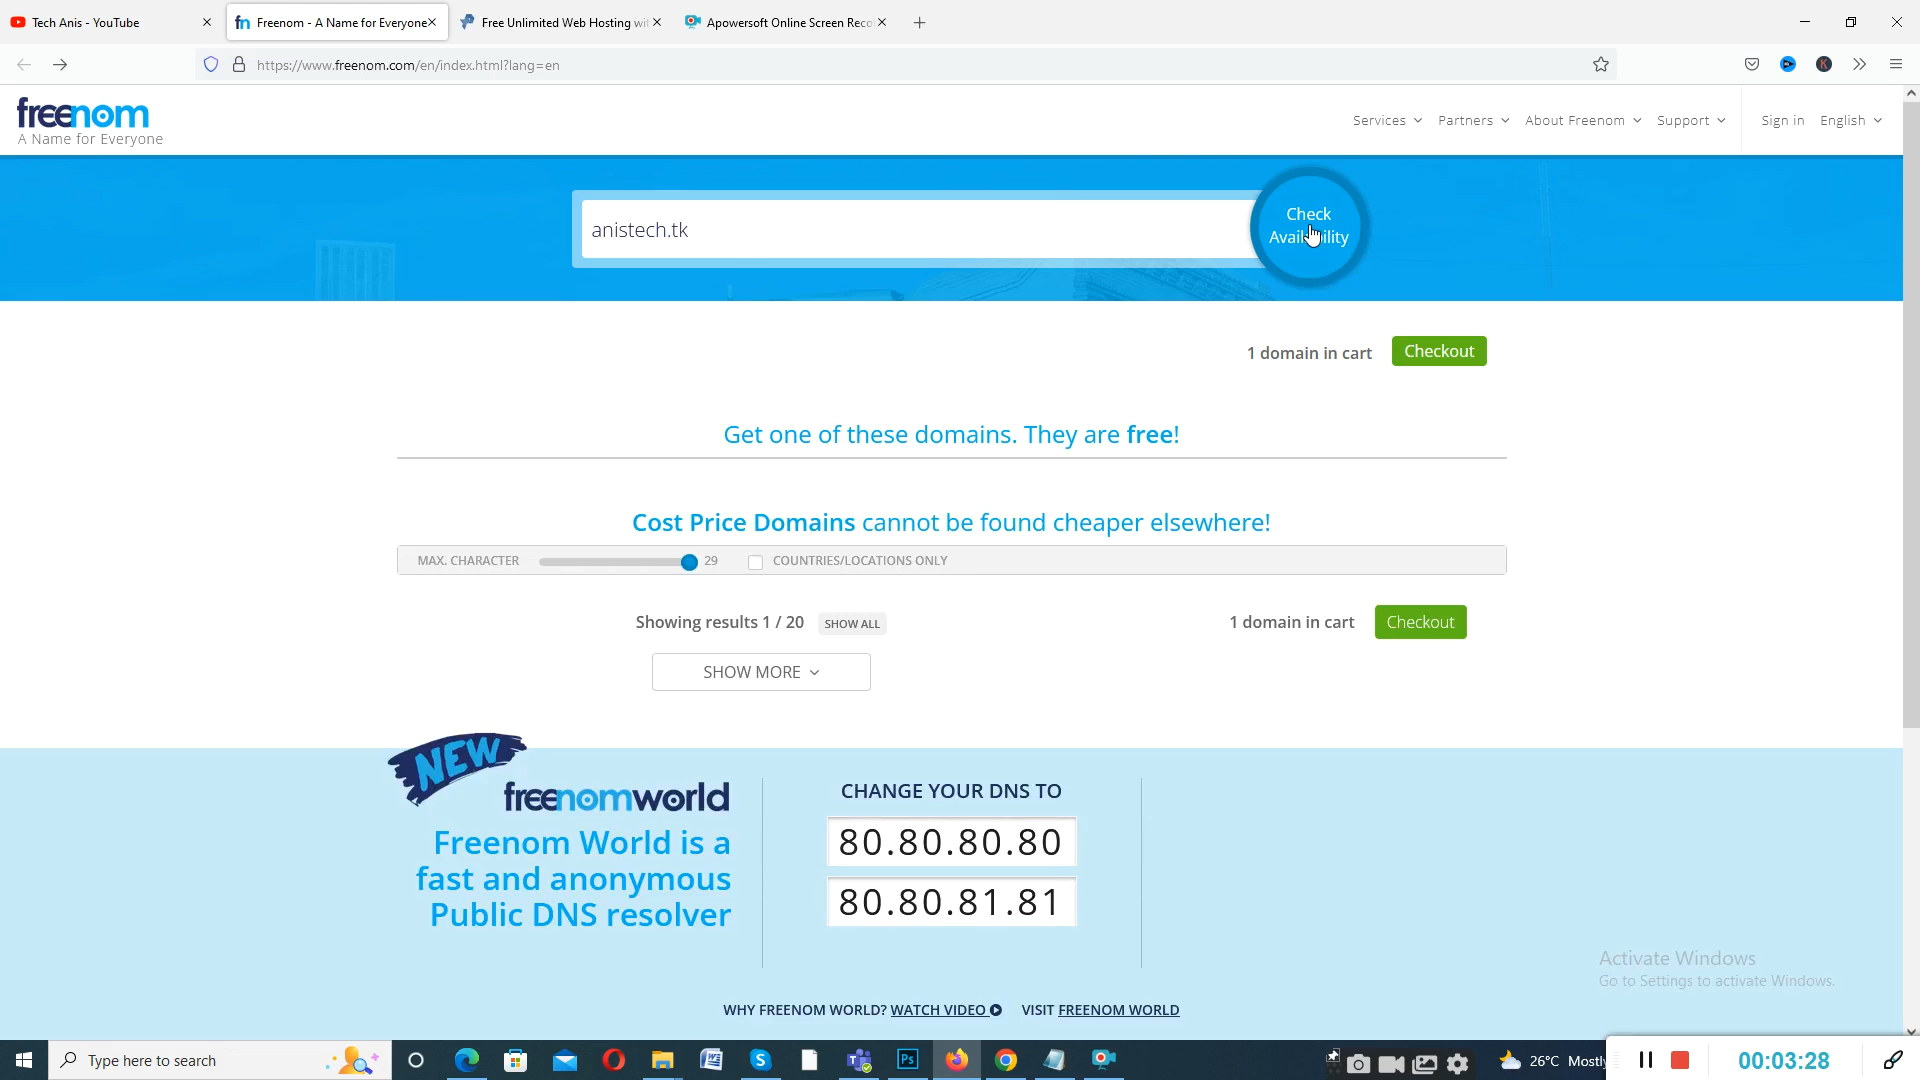 Tech Anis - YouTube
Freenom - A Name for Everyone
Free Unlimited Web Hosting wit
Apowersoft Online Screen Reco
https://www.freenom.com/en/index.html?lang=en
freenom
A Name for Everyone
Services
Partners
About Freenom
Support
Sign in
English
anistech.tk
Check
Availability
1 domain in cart
Checkout
Get one of these domains. They are free!
Cost Price Domains cannot be found cheaper elsewhere!
MAX. CHARACTER
29
COUNTRIES/LOCATIONS ONLY
Showing results 1 / 20
SHOW ALL
1 domain in cart
Checkout
SHOW MORE
NEW
freenomworld
Freenom World is a
fast and anonymous
Public DNS resolver
CHANGE YOUR DNS TO
80.80.80.80
80.80.81.81
WHY FREENOM WORLD? WATCH VIDEO
VISIT FREENOM WORLD
Activate Windows
Go to Settings to activate Windows.
Type here to search
26°C Mostly
00:03:28